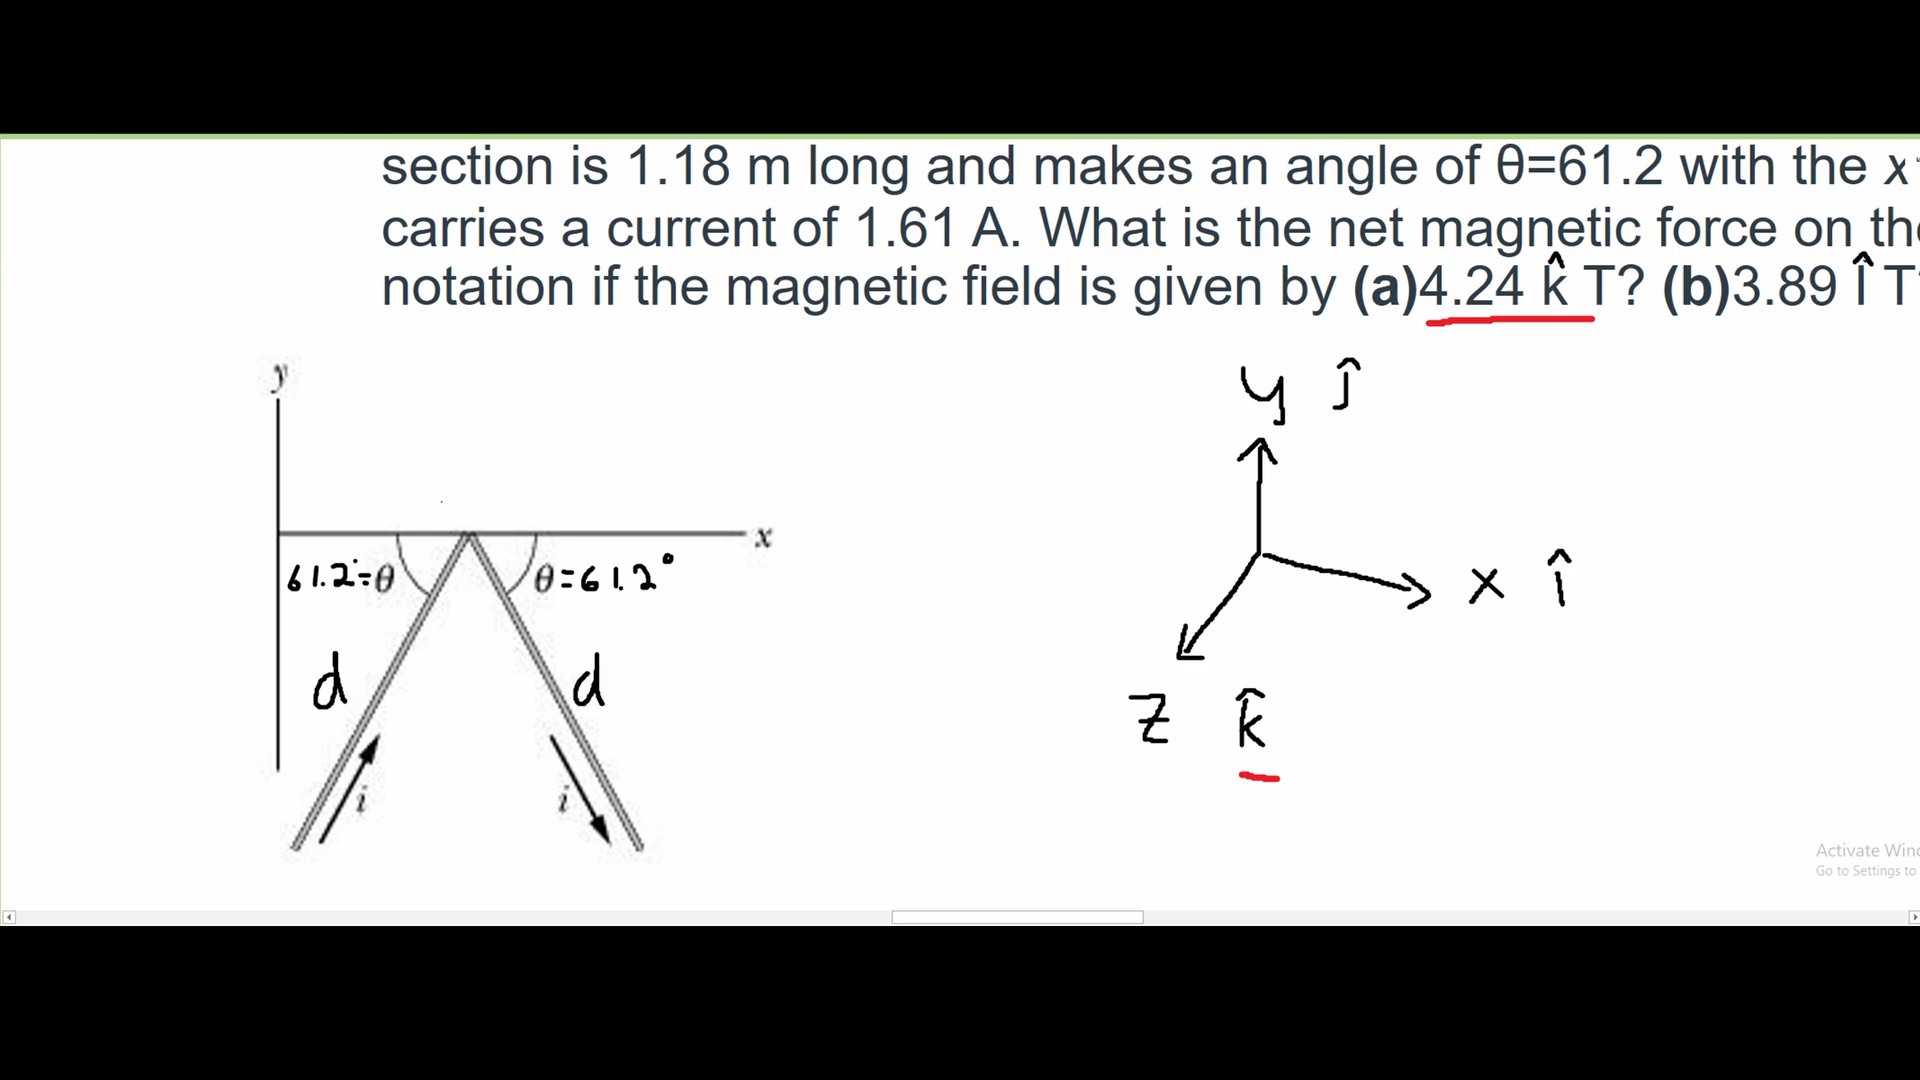 section is 1.18 m long and makes an angle of θ=61.2 with the x
carries a current of 1.61 A. What is the net magnetic force on the
notation if the magnetic field is given by (a)4.24 k̂ T? (b)3.89 î T
y
x
61.2°=θ
θ=61.2°
d
d
i
i
y ĵ
x î
z k̂
Activate Win
Go to Settings to